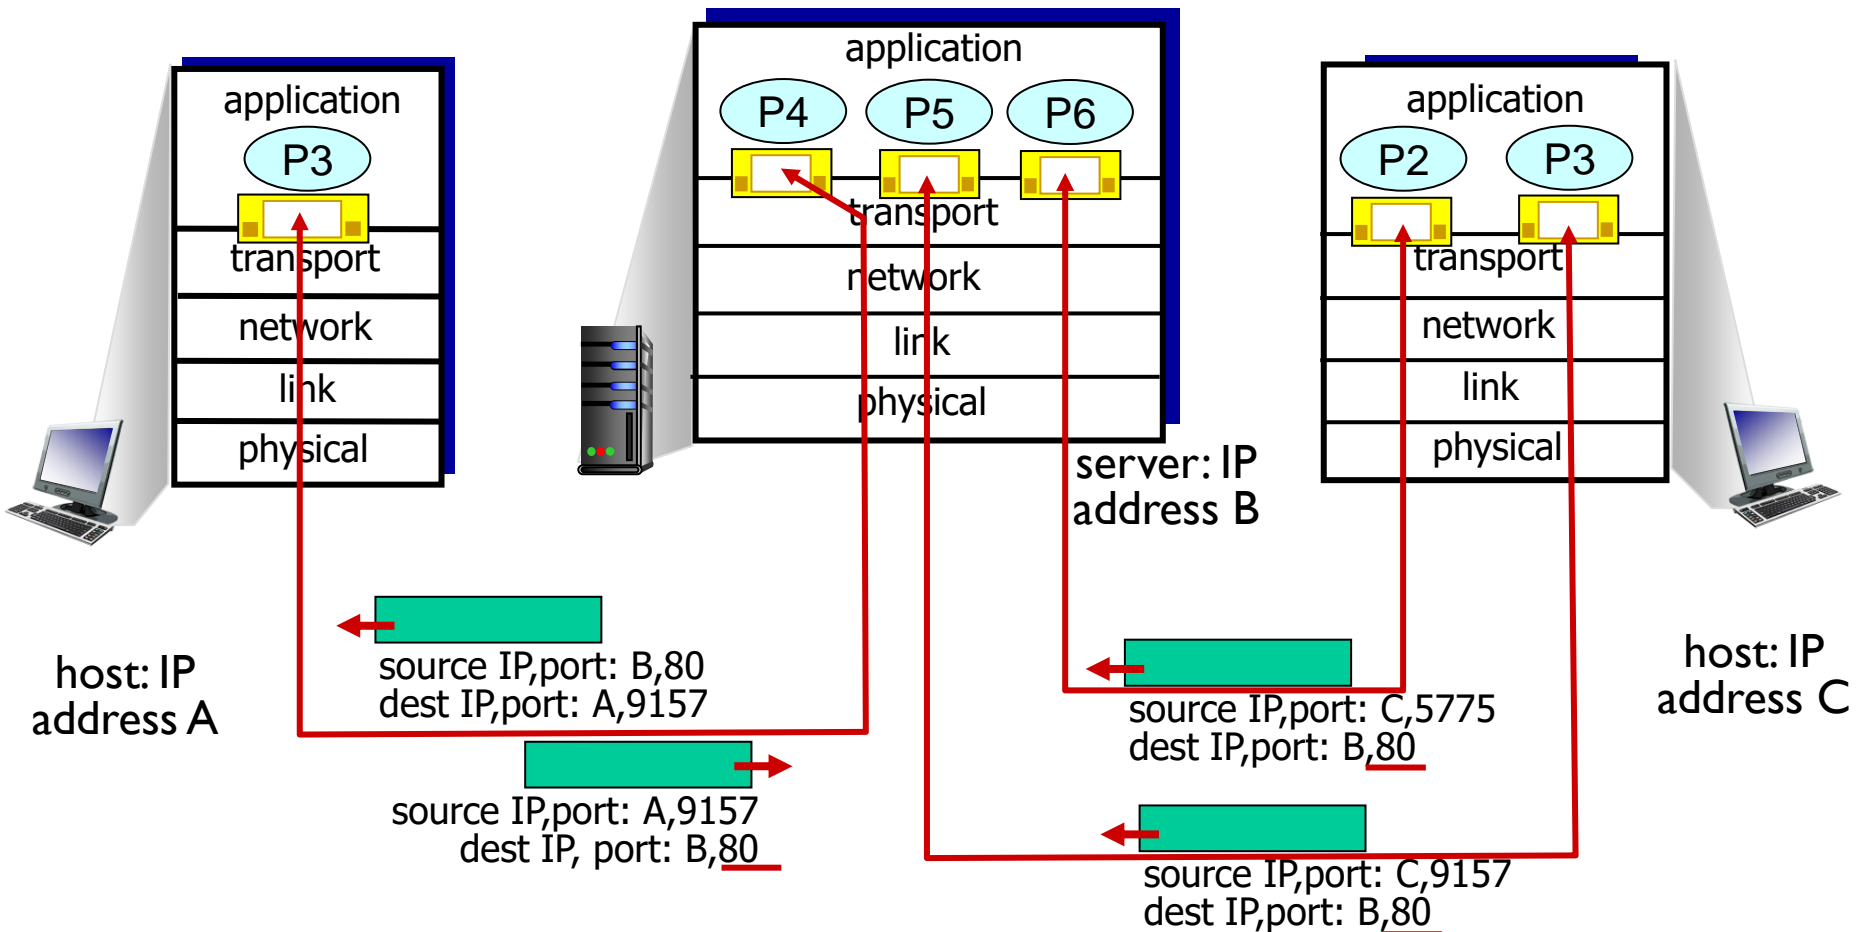 application
P3
transport
network
link
physical
host: IP
address A
application
P4
P5
P6
transport
network
link
physical
server: IP
address B
application
P2
P3
transport
network
link
physical
host: IP
address C
source IP,port: B,80
dest IP,port: A,9157
source IP,port: A,9157
dest IP, port: B,80
source IP,port: C,5775
dest IP,port: B,80
source IP,port: C,9157
dest IP,port: B,80